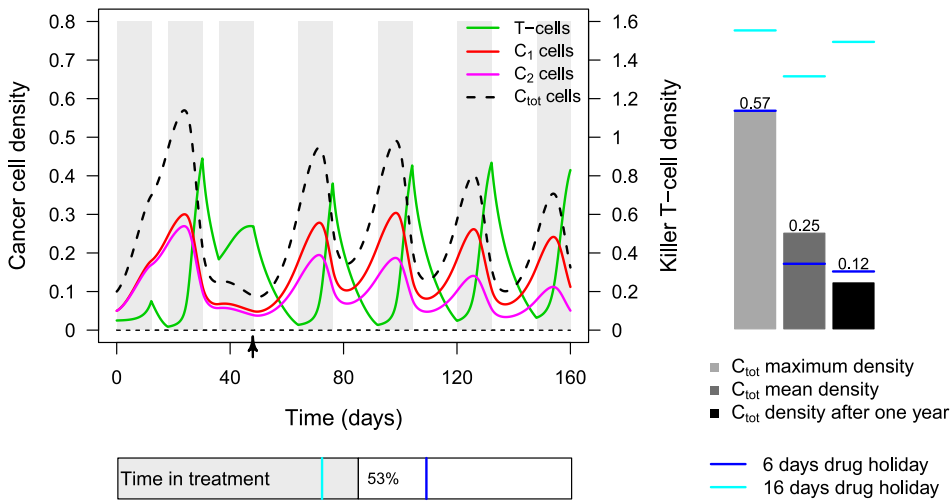 Cancer cell density
0.8
0.7
0.6
0.5
0.4
0.3
0.2
0.1
0
T−cells
C1 cells
C2 cells
Ctot cells
1.6
1.4
1.2
1
0.8
0.6
0.4
0.2
0
Killer T−cell density
0 40 80 120 160
Time (days)
Time in treatment 53%
0.57
0.25
0.12
Ctot maximum density
Ctot mean density
Ctot density after one year
6 days drug holiday
16 days drug holiday